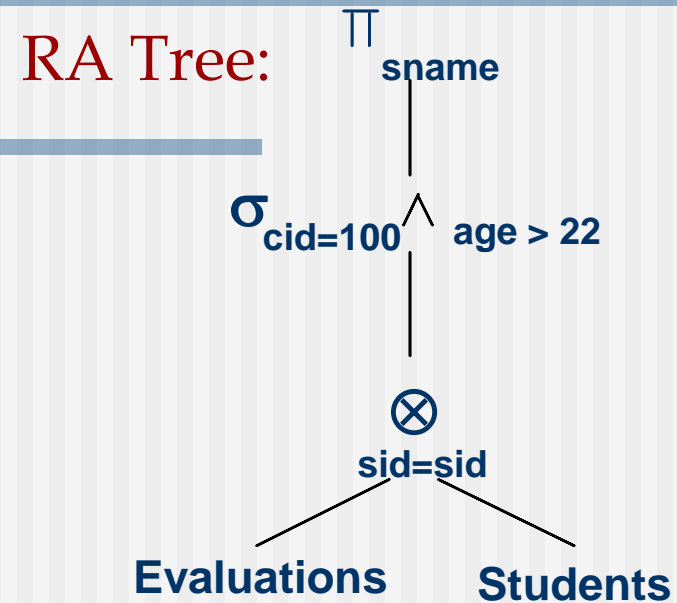 RA Tree:
∏ sname
σ cid=100 ∧ age > 22
⊗
sid=sid
Evaluations Students